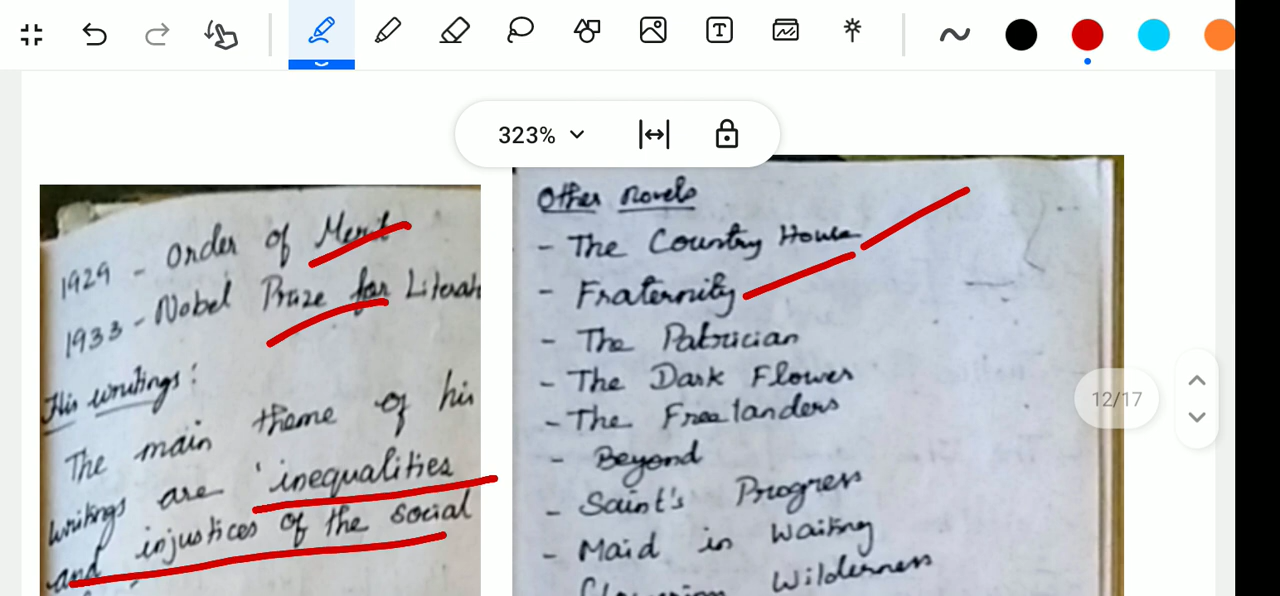 323%
1929 - Order of Merit
1933 - Nobel Prize for
His writings:
The main theme of his
writings are 'inequalities
and injustices of the social
Other Novels
- The Country House
- Fraternity
- The Patrician
- The Dark Flower
- The Freelanders
- Beyond
- Saint's Progress
- Maid in Waiting
Wilderness
12/17